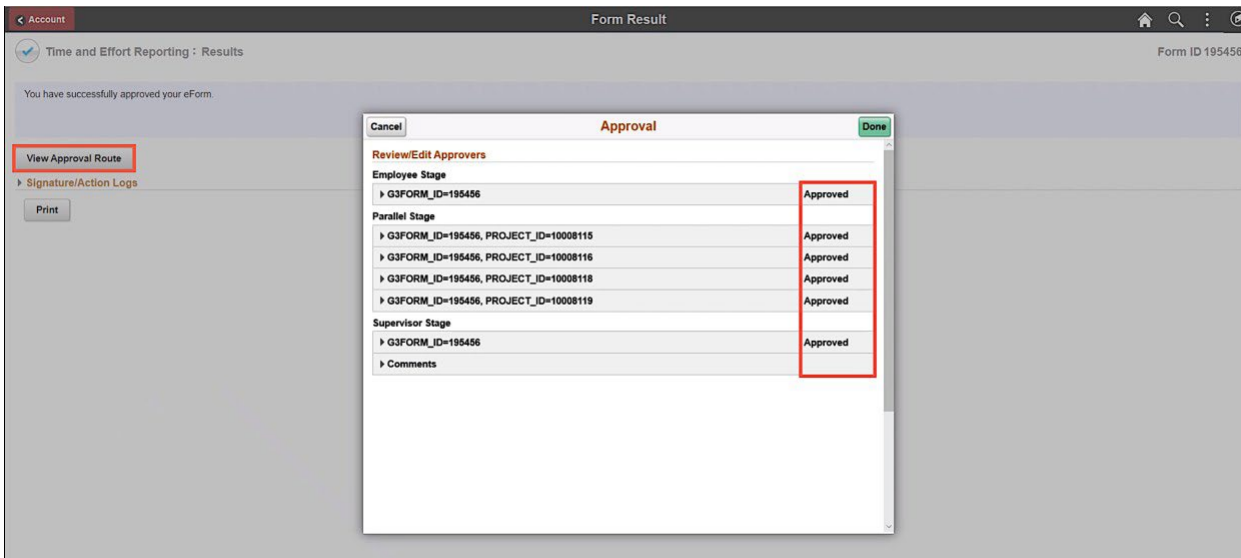 Account
Form Result
Time and Effort Reporting : Results
Form ID 195456
You have successfully approved your eForm.
Cancel
Approval
Done
View Approval Route
Signature/Action Logs
Print
Review/Edit Approvers
Employee Stage
G3FORM_ID=195456 Approved
Parallel Stage
G3FORM_ID=195456, PROJECT_ID=10008115 Approved
G3FORM_ID=195456, PROJECT_ID=10008116 Approved
G3FORM_ID=195456, PROJECT_ID=10008118 Approved
G3FORM_ID=195456, PROJECT_ID=10008119 Approved
Supervisor Stage
G3FORM_ID=195456 Approved
Comments